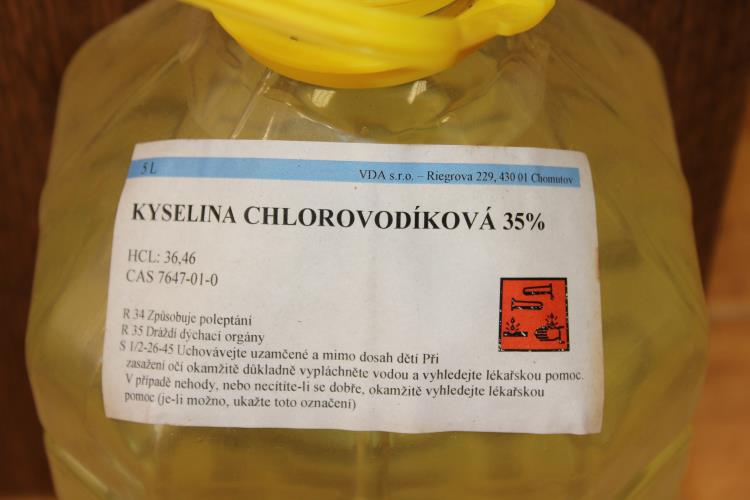 5 L VDA s.r.o. – Riegrova 229, 430 01 Chomutov
KYSELINA CHLOROVODÍKOVÁ 35%
HCL: 36,46
CAS 7647-01-0
R 34 Způsobuje poleptání
R 35 Dráždí dýchací orgány
S 1/2-26-45 Uchovávejte uzamčené a mimo dosah dětí Při
zasažení očí okamžitě důkladně vypláchněte vodou a vyhledejte lékařskou pomoc.
V případě nehody, nebo necítíte-li se dobře, okamžitě vyhledejte lékařskou
pomoc (je-li možno, ukažte toto označení)